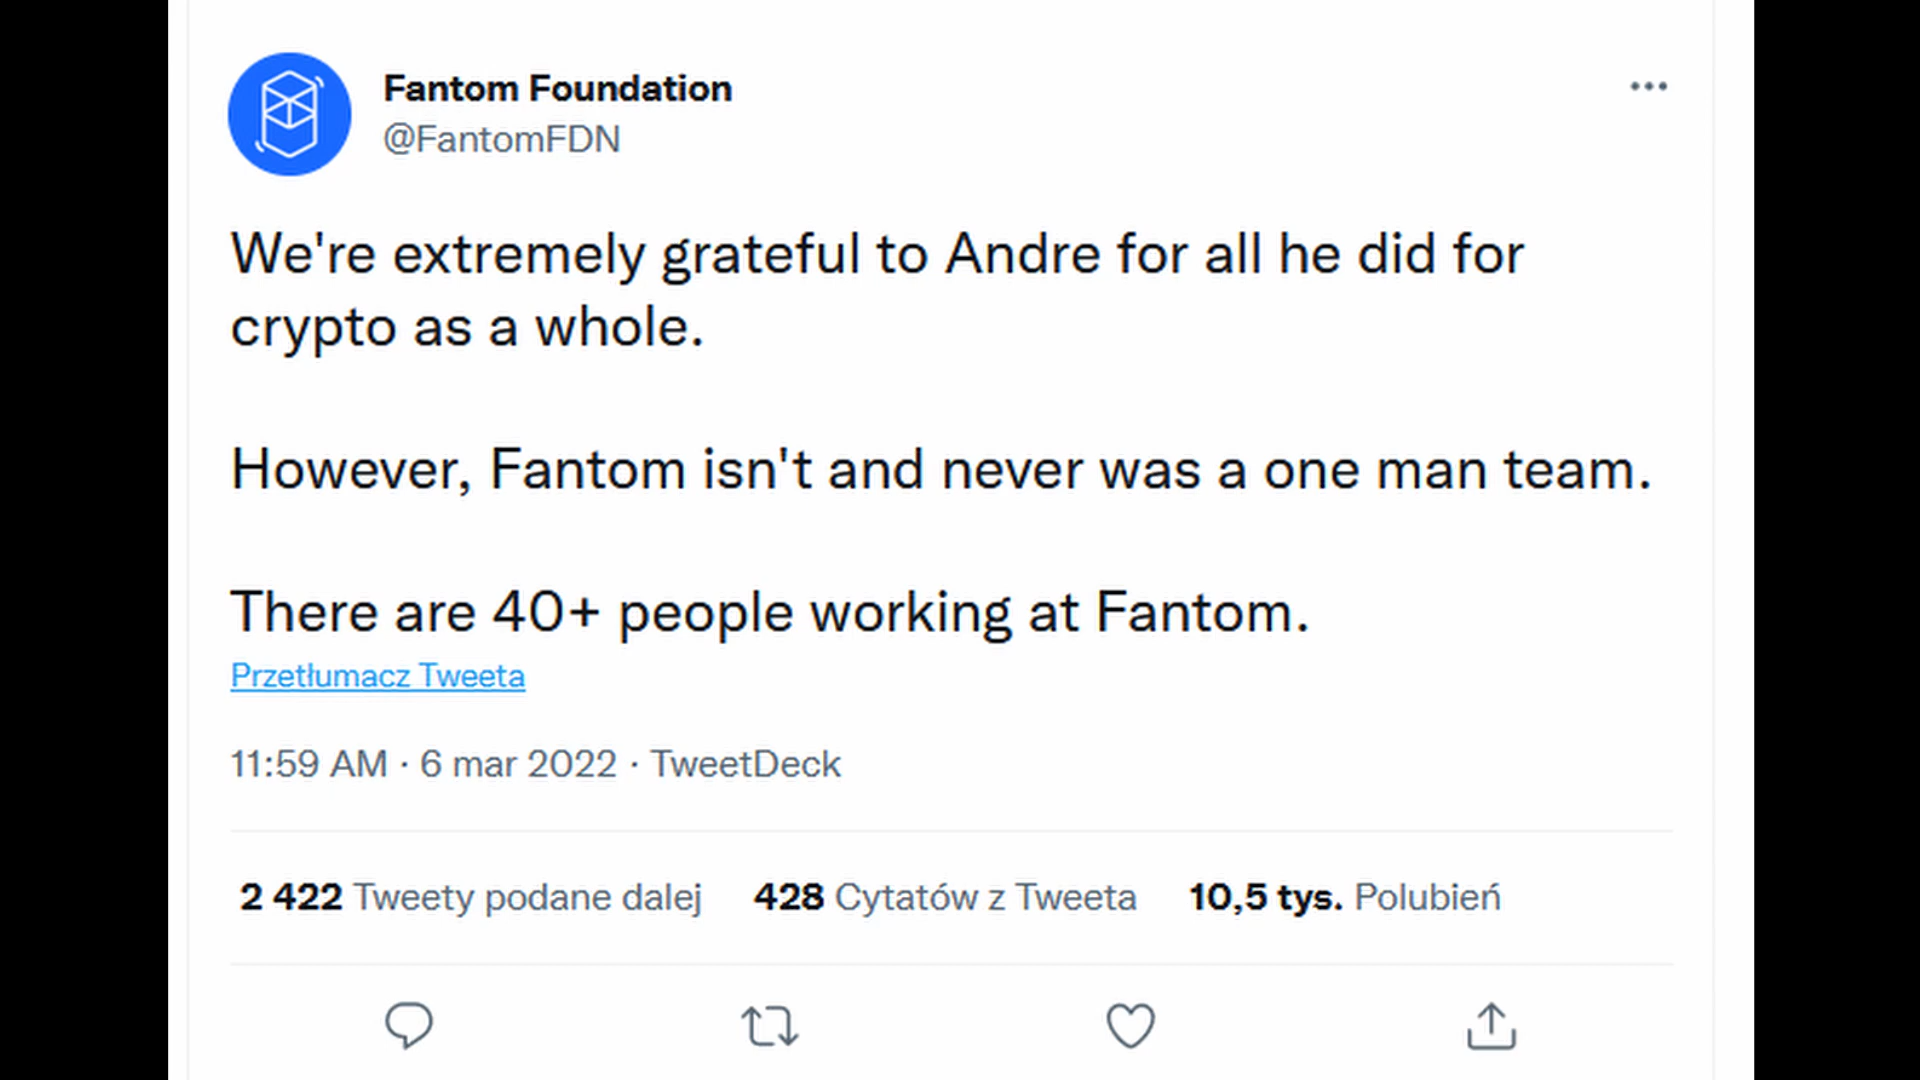 Fantom Foundation
@FantomFDN
We're extremely grateful to Andre for all he did for
crypto as a whole.
However, Fantom isn't and never was a one man team.
There are 40+ people working at Fantom.
Przetłumacz Tweeta
11:59 AM · 6 mar 2022 · TweetDeck
2 422 Tweety podane dalej 428 Cytatów z Tweeta 10,5 tys. Polubień